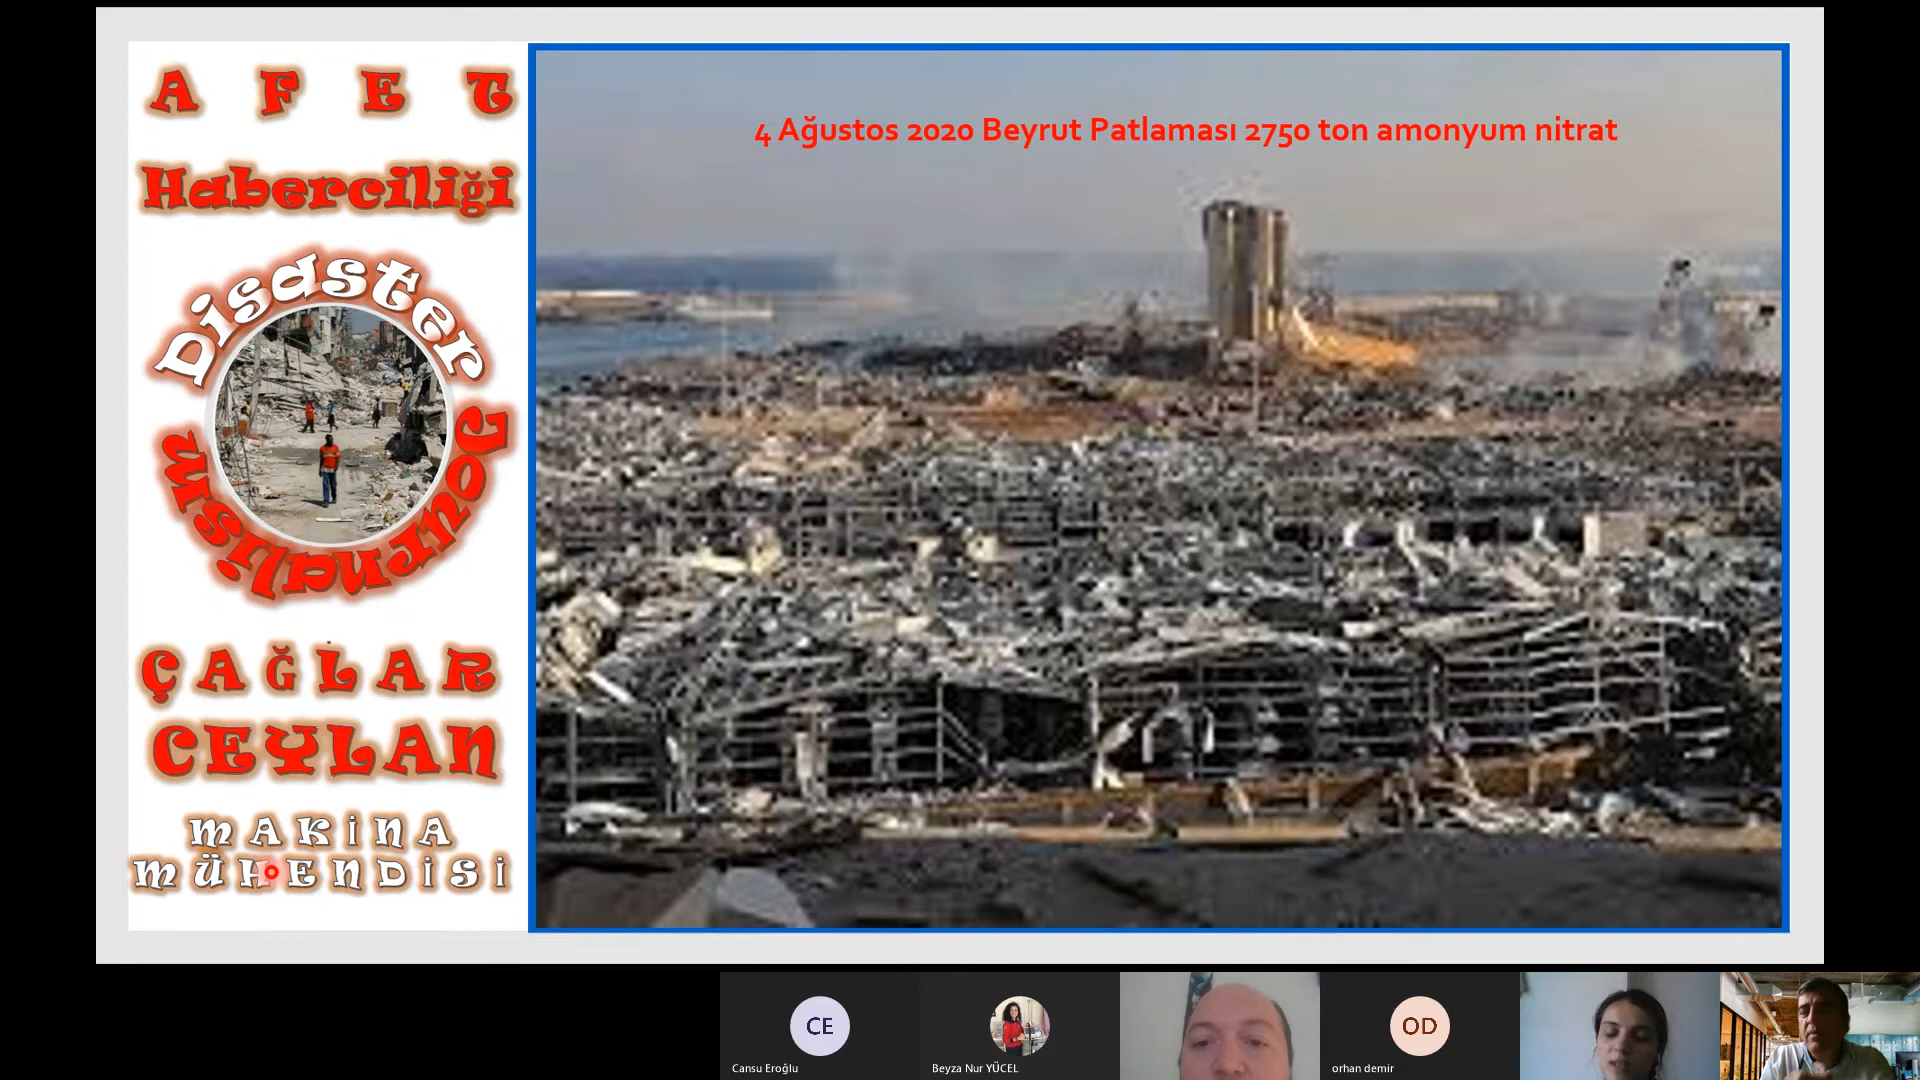 AFET
Haberciliği
Disaster
Journalism
ÇAĞLAR
CEYLAN
MAKİNA
MÜHENDİSİ
4 Ağustos 2020 Beyrut Patlaması 2750 ton amonyum nitrat
CE
OD
Cansu Eroğlu
Beyza Nur YÜCEL
orhan demir